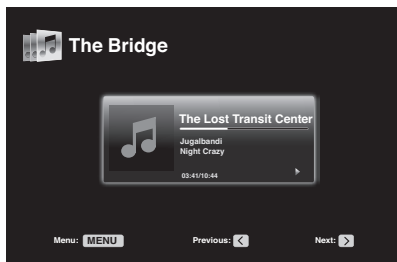 The Bridge
The Lost Transit Center
Jugalbandi
Night Crazy
03:41/10:44
Menu: MENU Previous: < Next: >